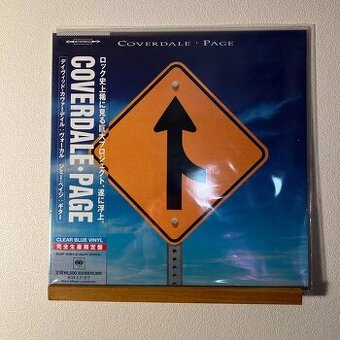 STEREO
COVERDALE · PAGE
COVERDALE・PAGE
ロック史上稀に見る巨大プロジェクト、遂に浮上。
デイヴィッド・カヴァーデイル：ヴォーカル　ジミー・ペイジ：ギター
CLEAR BLUE VINYL
完全生産限定盤